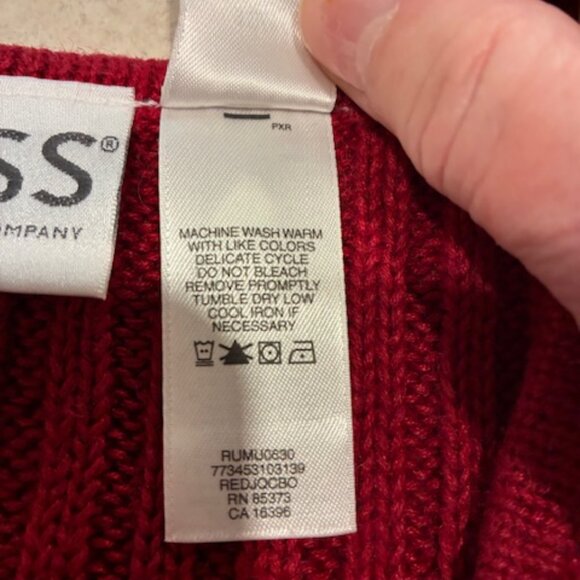 SS®
OMPANY
PXR
MACHINE WASH WARM
WITH LIKE COLORS
DELICATE CYCLE
DO NOT BLEACH
REMOVE PROMPTLY
TUMBLE DRY LOW
COOL IRON IF
NECESSARY
RUMU0630
773453103139
REDJQCBO
RN 85373
CA 16396